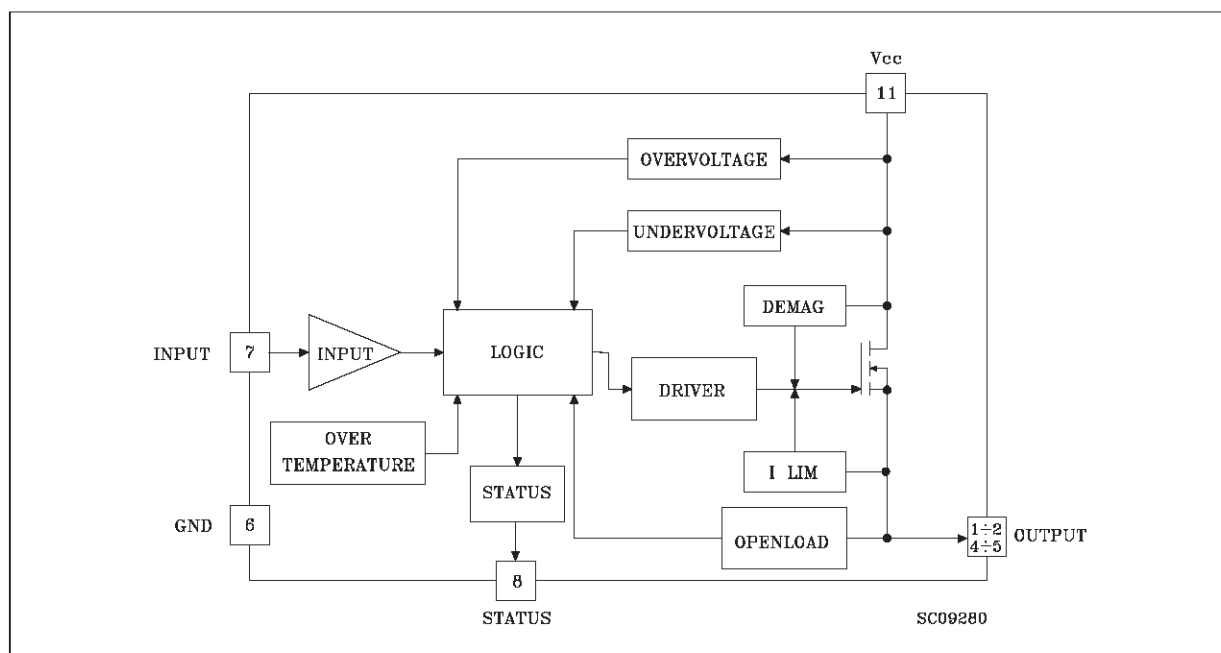 Vcc
11
OVERVOLTAGE
UNDERVOLTAGE
DEMAG
INPUT
7
INPUT
LOGIC
DRIVER
OVER
TEMPERATURE
I LIM
STATUS
GND
6
OPENLOAD
1÷2
4÷5
OUTPUT
8
STATUS
SC09280